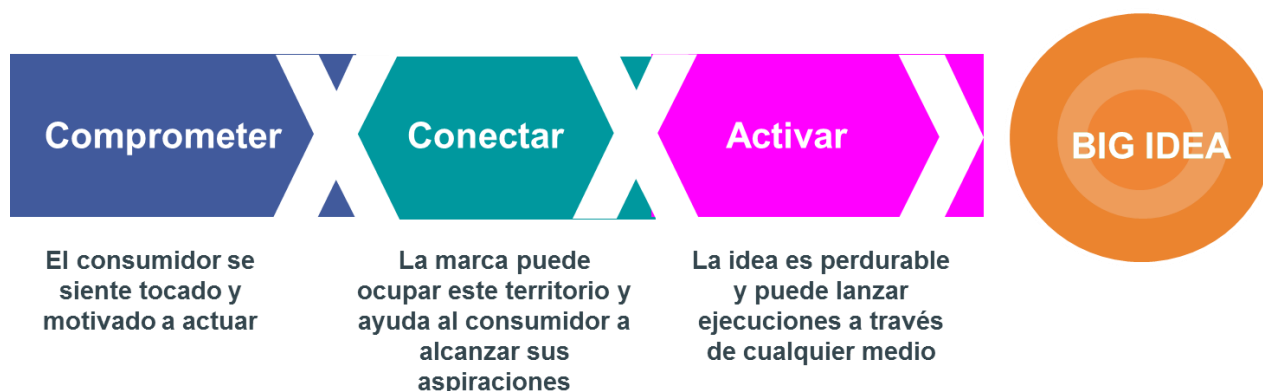 Comprometer
Conectar
Activar
BIG IDEA
El consumidor se
siente tocado y
motivado a actuar
La marca puede
ocupar este territorio y
ayuda al consumidor a
alcanzar sus
aspiraciones
La idea es perdurable
y puede lanzar
ejecuciones a través
de cualquier medio